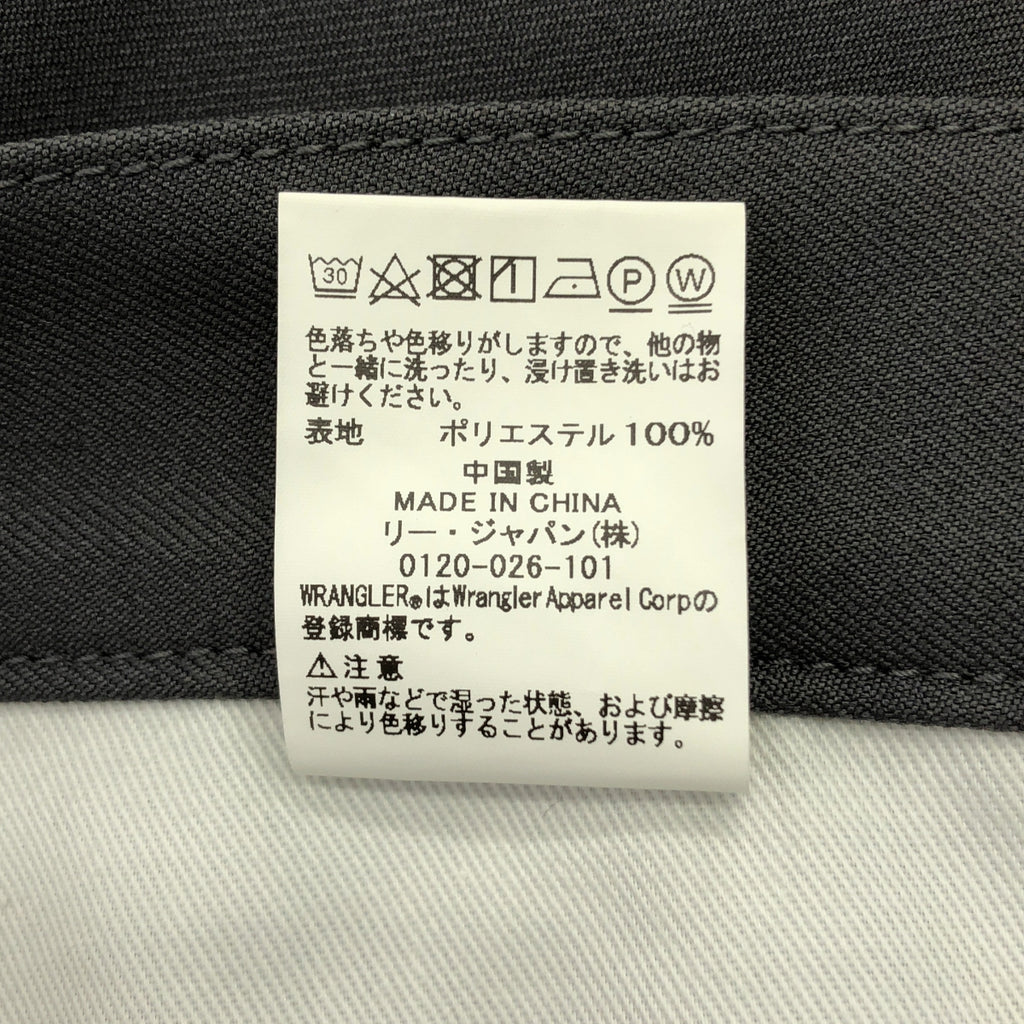 30 P W
色落ちや色移りがしますので、他の物
と一緒に洗ったり、浸け置き洗いはお
避けください。
表地 ポリエステル 100%
中国製
MADE IN CHINA
リー・ジャパン(株)
0120-026-101
WRANGLER®はWrangler Apparel Corpの
登録商標です。
⚠注意
汗や雨などで湿った状態、および摩擦
により色移りすることがあります。